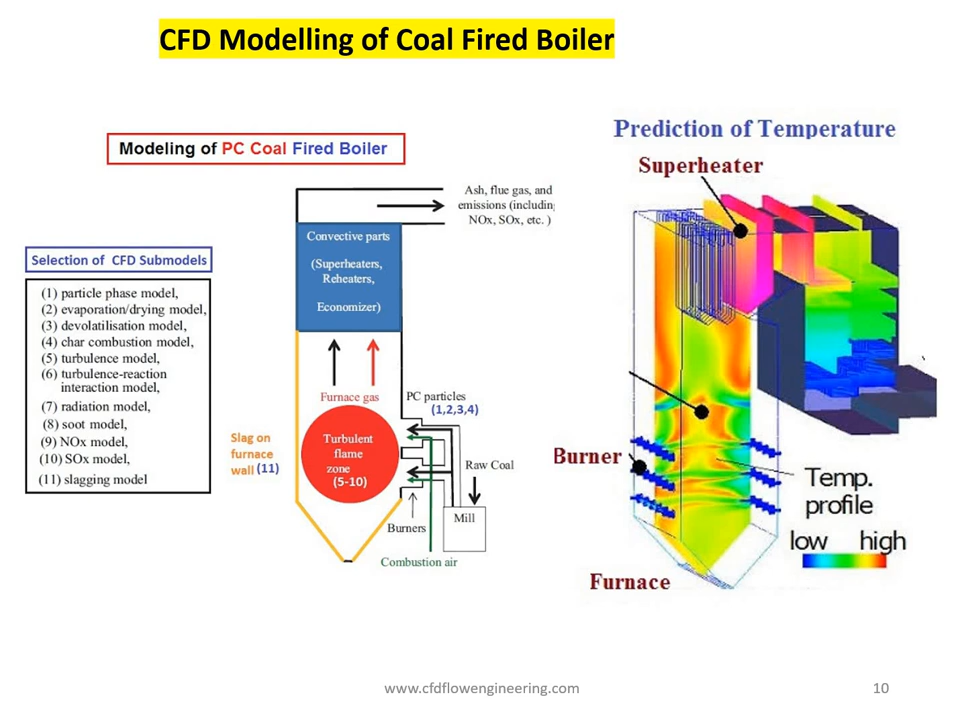 CFD Modelling of Coal Fired Boiler
Modeling of PC Coal Fired Boiler
Selection of CFD Submodels
(1) particle phase model,
(2) evaporation/drying model,
(3) devolatilisation model,
(4) char combustion model,
(5) turbulence model,
(6) turbulence-reaction
interaction model,
(7) radiation model,
(8) soot model,
(9) NOx model,
(10) SOx model,
(11) slagging model
Ash, flue gas, and
emissions (including
NOx, SOx, etc. )
Convective parts
(Superheaters,
Reheaters,
Economizer)
Furnace gas
PC particles
(1,2,3,4)
Turbulent
flame
zone
(5-10)
Slag on
furnace
wall (11)
Raw Coal
Mill
Burners
Combustion air
Prediction of Temperature
Superheater
Burner
Temp.
profile
low high
Furnace
www.cfdflowengineering.com
10